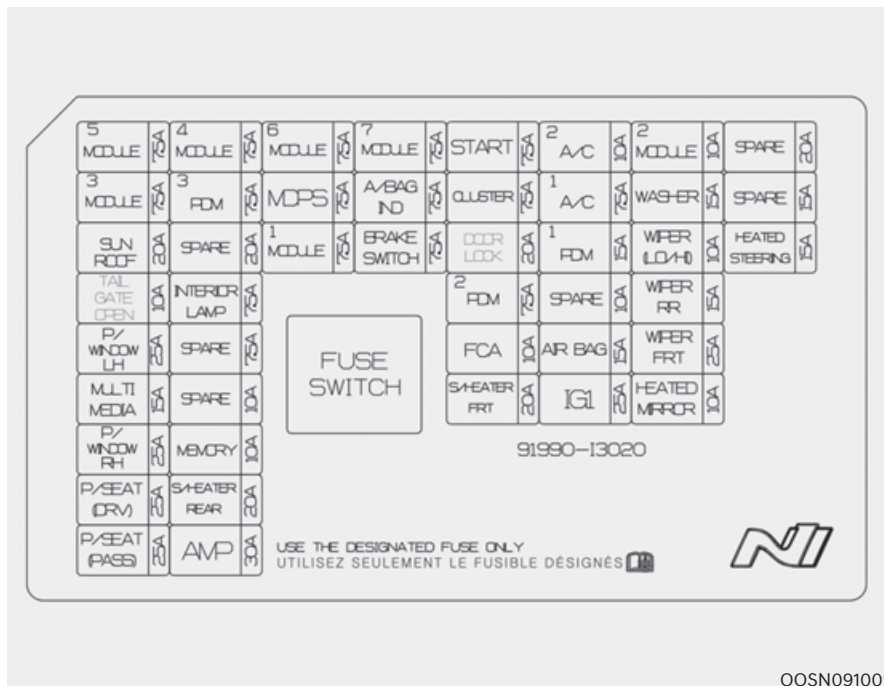 5 MODULE 7.5A
4 MODULE 7.5A
6 MODULE 7.5A
7 MODULE 7.5A
START 7.5A
2 A/C 10A
2 MODULE 10A
SPARE 20A
3 MODULE 7.5A
3 PDM 7.5A
MDPS 7.5A
A/BAG
IND 7.5A
CLUSTER 7.5A
1 A/C 10A
WASHER 15A
SPARE 15A
SUN
ROOF 20A
SPARE 20A
1 MODULE 7.5A
BRAKE
SWITCH 7.5A
DOOR
LOCK 20A
1 PDM 15A
WIPER
(LO/HI) 10A
HEATED
STEERING 15A
TAIL
GATE
OPEN 10A
INTERIOR
LAMP 7.5A
2 PDM 7.5A
SPARE 10A
WIPER
RR 15A
P/
WINDOW
LH 25A
SPARE 7.5A
FUSE
SWITCH
FCA 10A
AIR BAG 15A
WIPER
FRT 25A
MULTI
MEDIA 15A
SPARE 10A
S/HEATER
FRT 20A
IG1 25A
HEATED
MIRROR 10A
P/
WINDOW
RH 25A
MEMORY 10A
91990-I3020
P/SEAT
(DRV) 25A
S/HEATER
REAR 20A
P/SEAT
(PASS) 25A
AMP 30A
USE THE DESIGNATED FUSE ONLY
UTILISEZ SEULEMENT LE FUSIBLE DÉSIGNÉS
N
OOSN09100